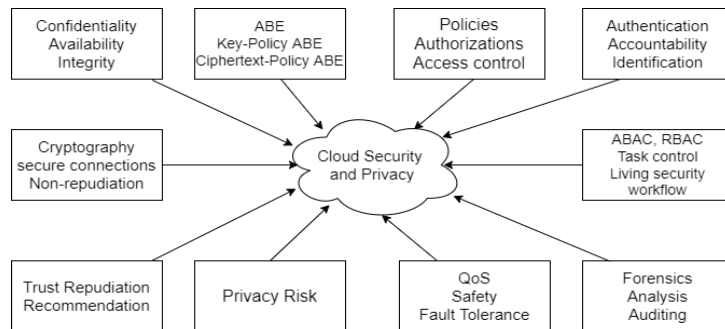 Confidentiality
Availability
Integrity
ABE
Key-Policy ABE
Ciphertext-Policy ABE
Policies
Authorizations
Access control
Authentication
Accountability
Identification
Cryptography
secure connections
Non-repudiation
Cloud Security
and Privacy
ABAC, RBAC
Task control
Living security
workflow
Trust Repudiation
Recommendation
Privacy Risk
QoS
Safety
Fault Tolerance
Forensics
Analysis
Auditing